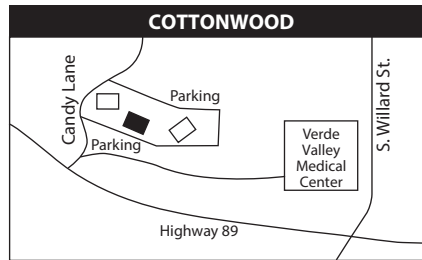 COTTONWOOD
Candy Lane
Parking
Parking
S. Willard St.
Verde
Valley
Medical
Center
Highway 89